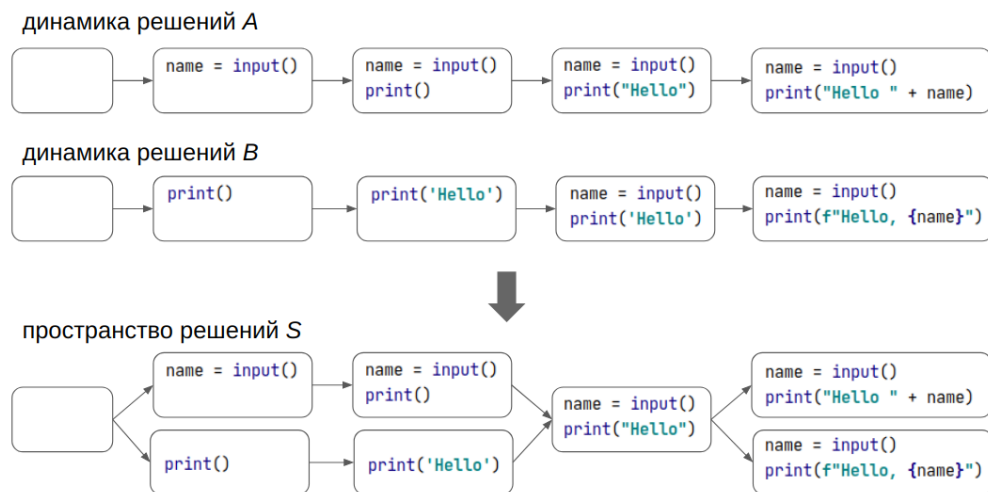 динамика решений A
name = input()
name = input()
print()
name = input()
print("Hello")
name = input()
print("Hello " + name)
динамика решений B
print()
print('Hello')
name = input()
print('Hello')
name = input()
print(f"Hello, {name}")
пространство решений S
name = input()
name = input()
print()
print()
print('Hello')
name = input()
print("Hello")
name = input()
print("Hello " + name)
name = input()
print(f"Hello, {name}")